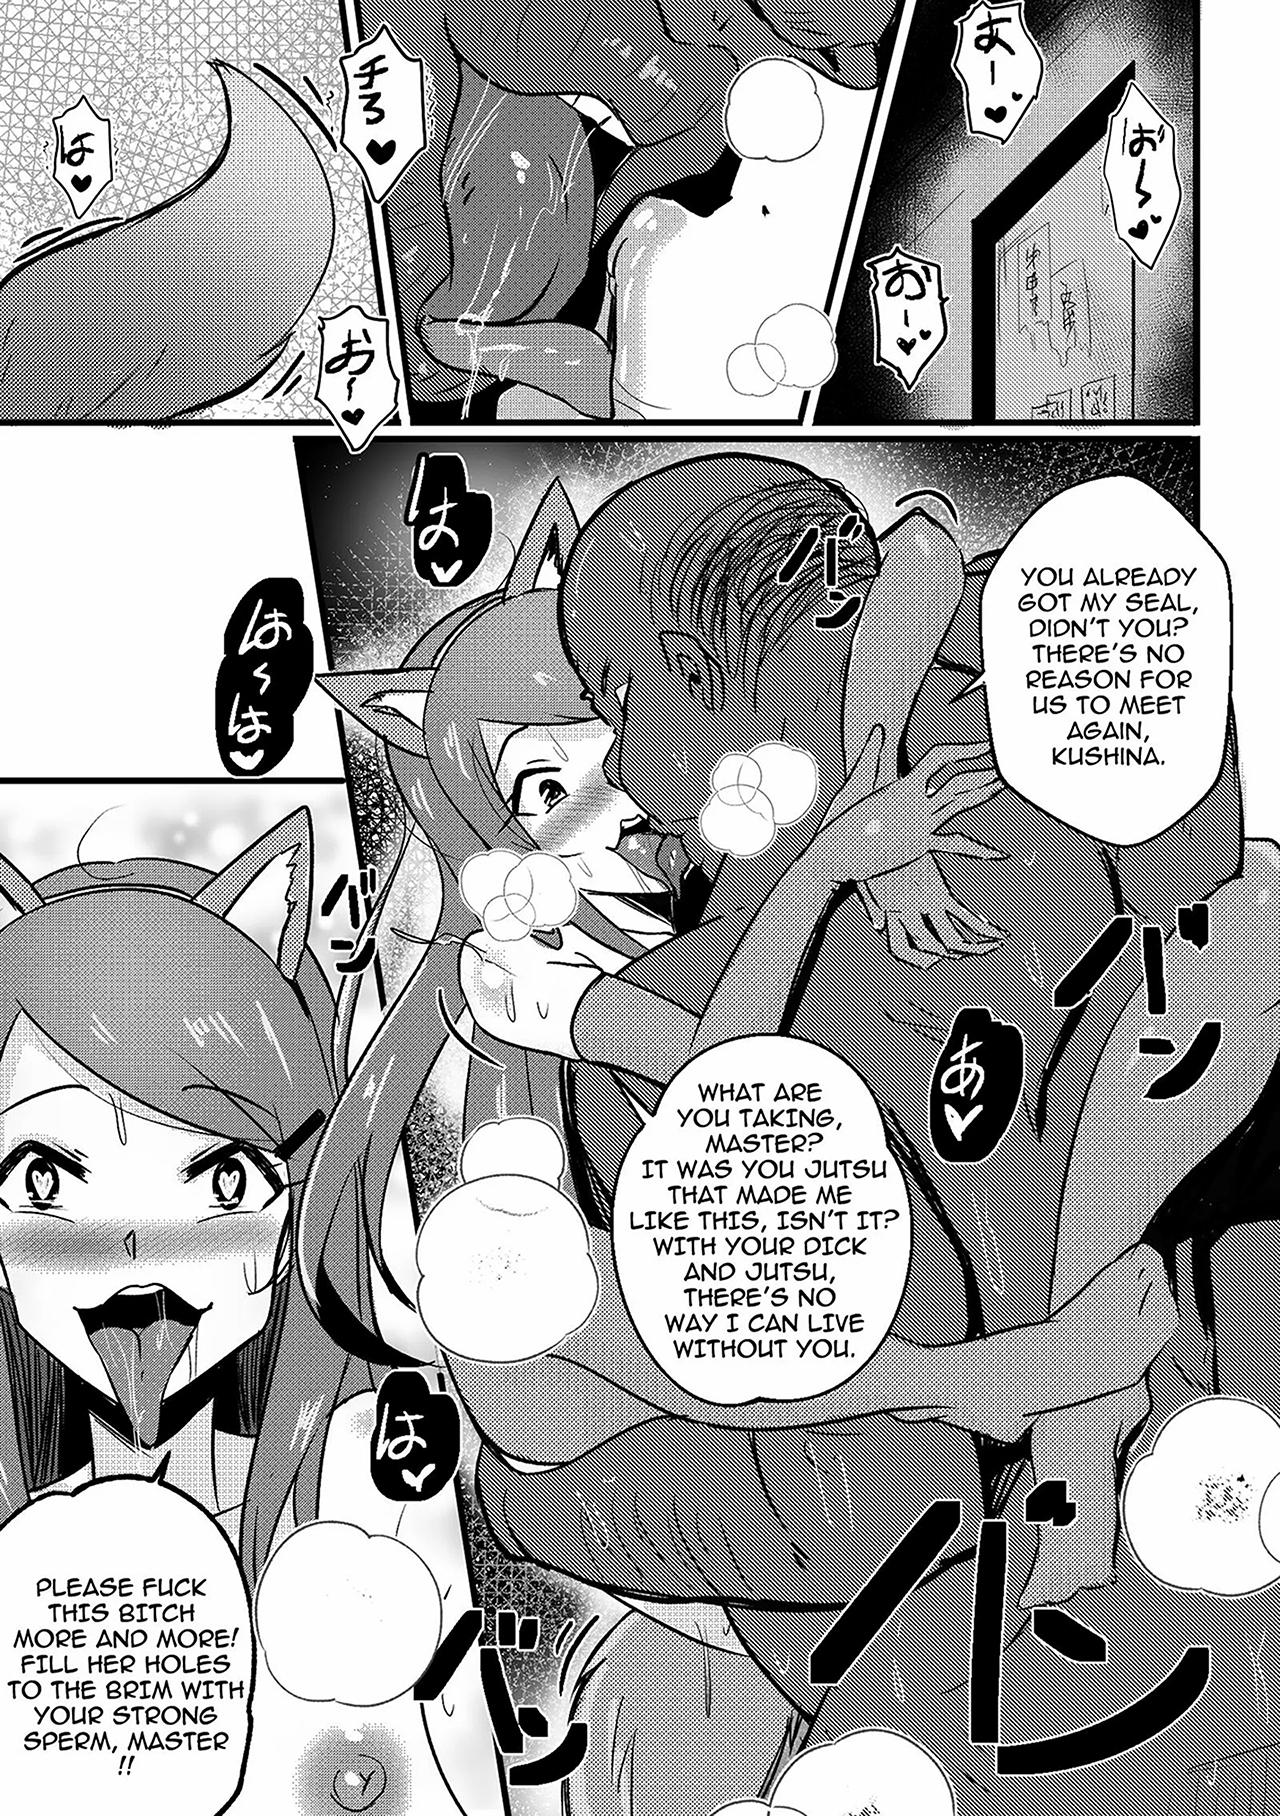 あー♥
お～♥
おー♥
チろ♥
は♥
お～♥
は♥
は～は♥
バン
YOU ALREADY
GOT MY SEAL,
DIDN'T YOU?
THERE'S NO
REASON FOR
US TO MEET
AGAIN,
KUSHINA.
バン
あ♥
WHAT ARE
YOU TAKING,
MASTER?
IT WAS YOU JUTSU
THAT MADE ME
LIKE THIS, ISN'T IT?
WITH YOUR DICK
AND JUTSU,
THERE'S NO
WAY I CAN LIVE
WITHOUT YOU.
バン
は♥
バン
バン
PLEASE FUCK
THIS BITCH
MORE AND MORE!
FILL HER HOLES
TO THE BRIM WITH
YOUR STRONG
SPERM, MASTER
!!